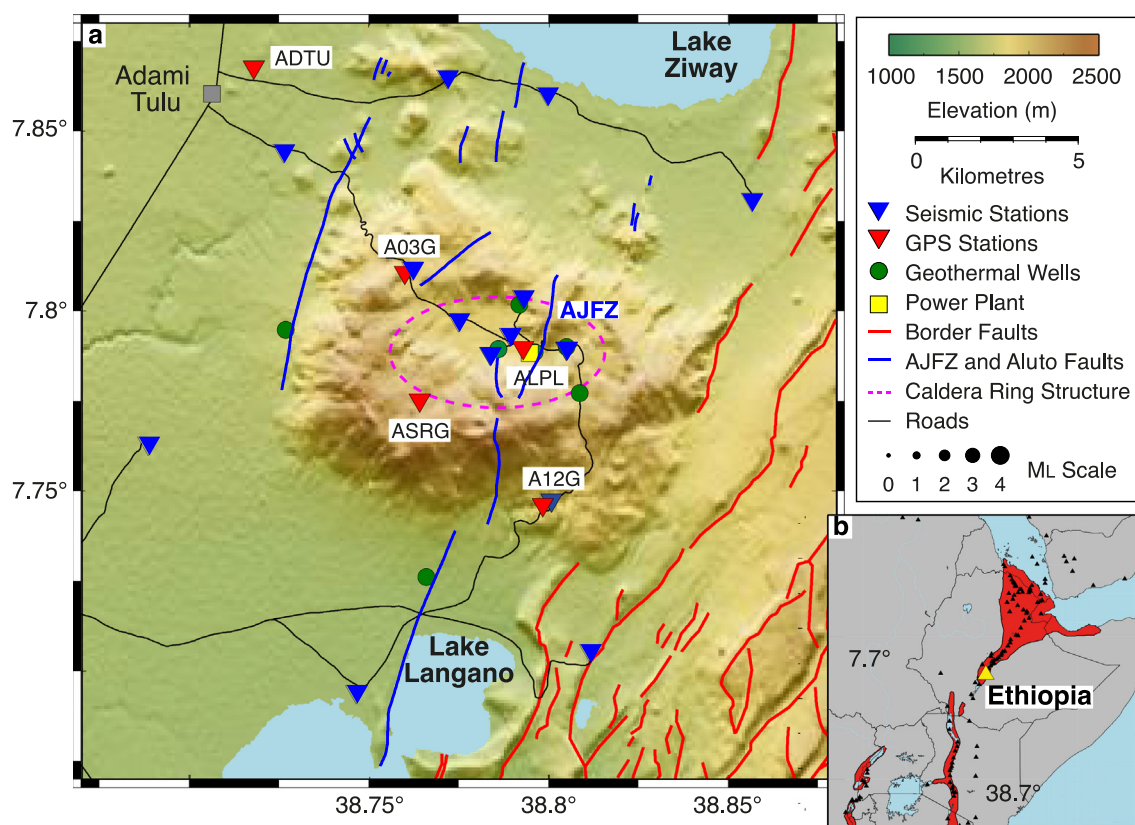 a
ADTU
Adami
Tulu
Lake
Ziway
7.85°
A03G
7.8°
AJFZ
ALPL
ASRG
7.75°
A12G
Lake
Langano
38.75°
38.8°
38.85°
1000 1500 2000 2500
Elevation (m)
0 5
Kilometres
Seismic Stations
GPS Stations
Geothermal Wells
Power Plant
Border Faults
AJFZ and Aluto Faults
Caldera Ring Structure
Roads
0 1 2 3 4
ML Scale
b
7.7°
Ethiopia
38.7°